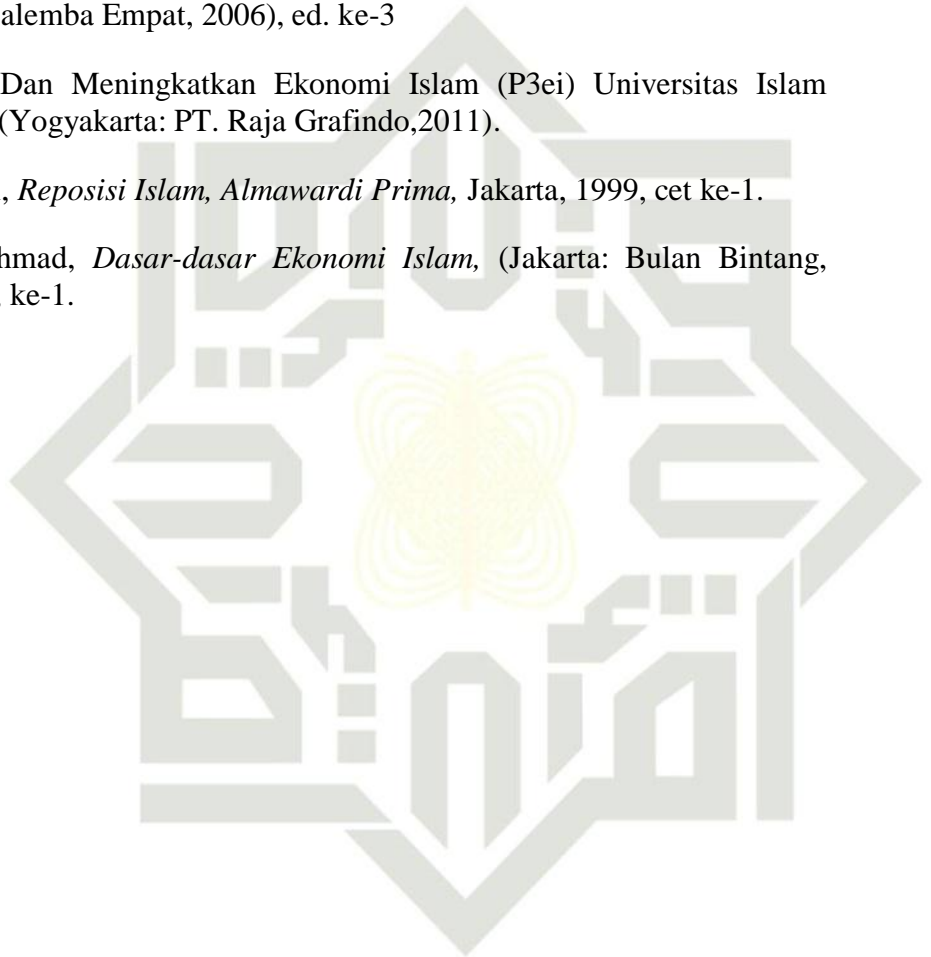 alemba Empat, 2006), ed. ke-3
Dan Meningkatkan Ekonomi Islam (P3ei) Universitas Islam
(Yogyakarta: PT. Raja Grafindo,2011).
, Reposisi Islam, Almawardi Prima, Jakarta, 1999, cet ke-1.
hmad, Dasar-dasar Ekonomi Islam, (Jakarta: Bulan Bintang,
ke-1.